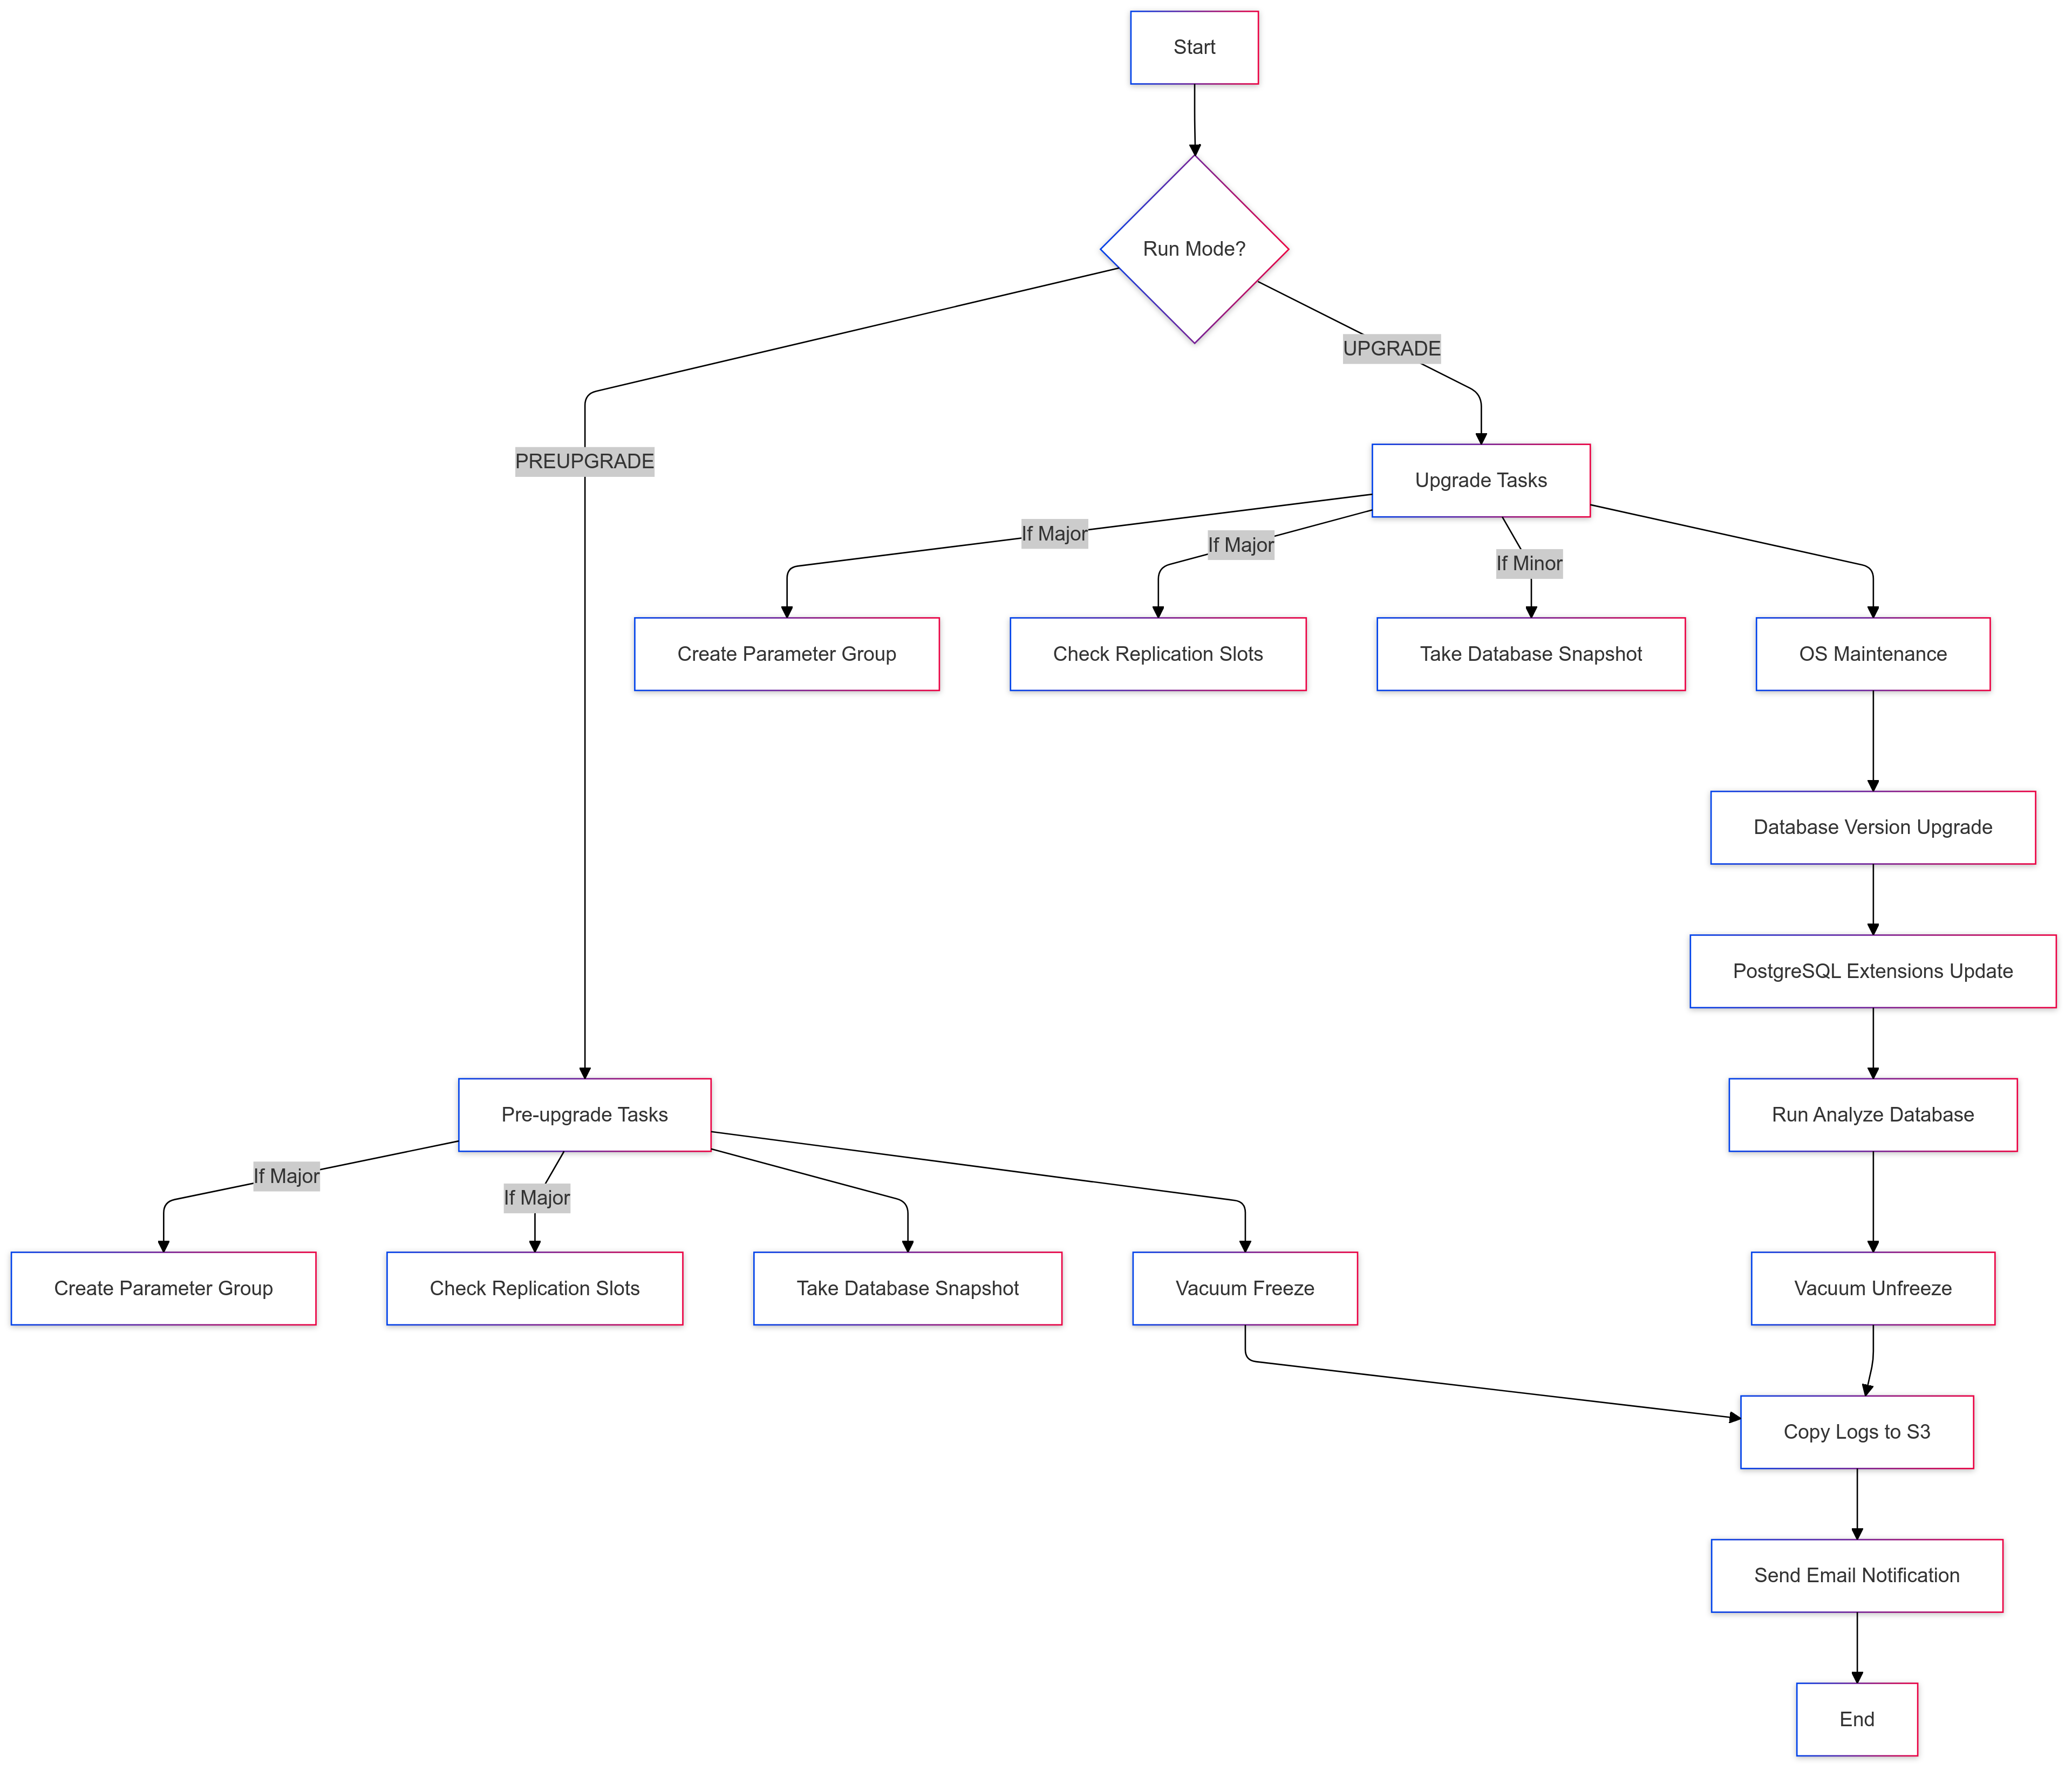 Start
Run Mode?
UPGRADE
PREUPGRADE
Upgrade Tasks
If Major
If Major
If Minor
Create Parameter Group
Check Replication Slots
Take Database Snapshot
OS Maintenance
Database Version Upgrade
PostgreSQL Extensions Update
Pre-upgrade Tasks
Run Analyze Database
If Major
If Major
Create Parameter Group
Check Replication Slots
Take Database Snapshot
Vacuum Freeze
Vacuum Unfreeze
Copy Logs to S3
Send Email Notification
End